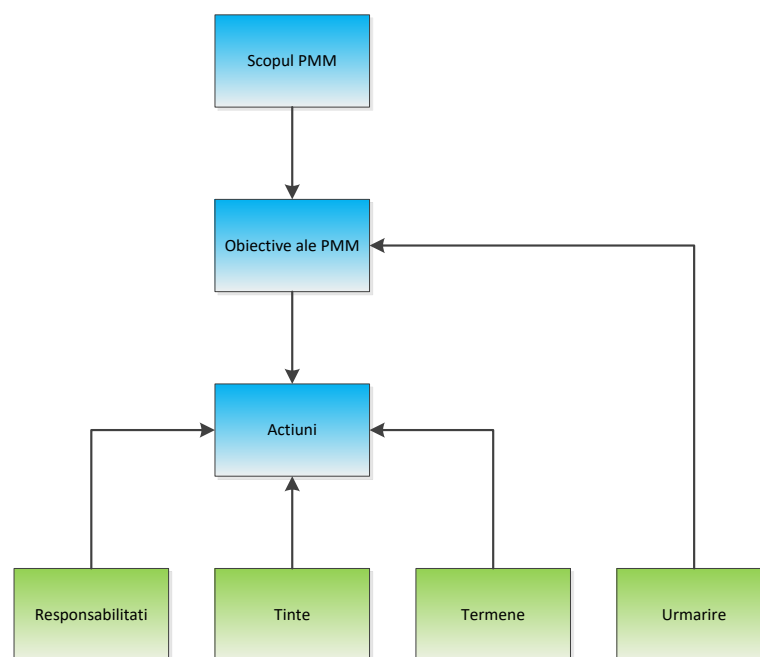 Scopul PMM
Obiective ale PMM
Actiuni
Responsabilitati
Tinte
Termene
Urmarire